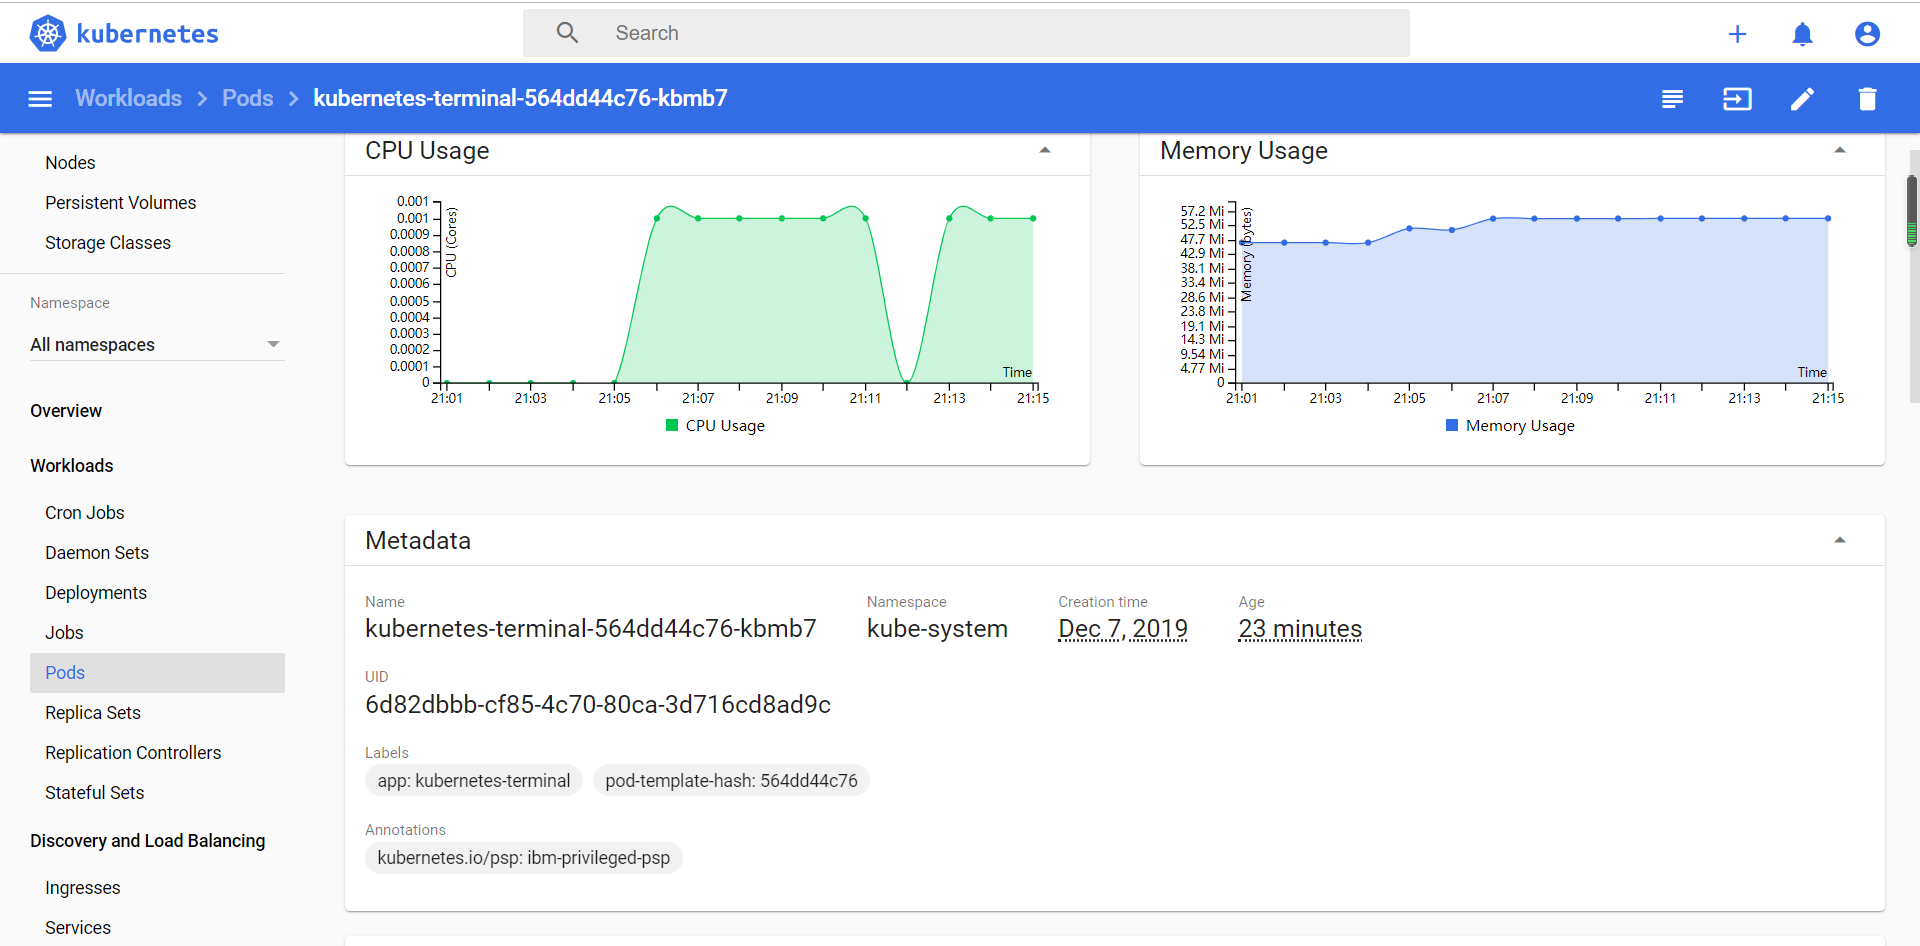 kubernetes
Search
Workloads
Pods
kubernetes-terminal-564dd44c76-kbmb7
Nodes
Persistent Volumes
Storage Classes
Namespace
All namespaces
Overview
Workloads
Cron Jobs
Daemon Sets
Deployments
Jobs
Pods
Replica Sets
Replication Controllers
Stateful Sets
Discovery and Load Balancing
Ingresses
Services
CPU Usage
0.001
0.001
0.0009
0.0008
0.0007
0.0006
0.0005
0.0004
0.0003
0.0002
0.0001
0
CPU (Cores)
Time
21:01 21:03 21:05 21:07 21:09 21:11 21:13 21:15
CPU Usage
Memory Usage
57.2 Mi
52.5 Mi
47.7 Mi
42.9 Mi
38.1 Mi
33.4 Mi
28.6 Mi
23.8 Mi
19.1 Mi
14.3 Mi
9.54 Mi
4.77 Mi
0
Memory (bytes)
Time
21:01 21:03 21:05 21:07 21:09 21:11 21:13 21:15
Memory Usage
Metadata
Name
kubernetes-terminal-564dd44c76-kbmb7
Namespace
kube-system
Creation time
Dec 7, 2019
Age
23 minutes
UID
6d82dbbb-cf85-4c70-80ca-3d716cd8ad9c
Labels
app: kubernetes-terminal
pod-template-hash: 564dd44c76
Annotations
kubernetes.io/psp: ibm-privileged-psp